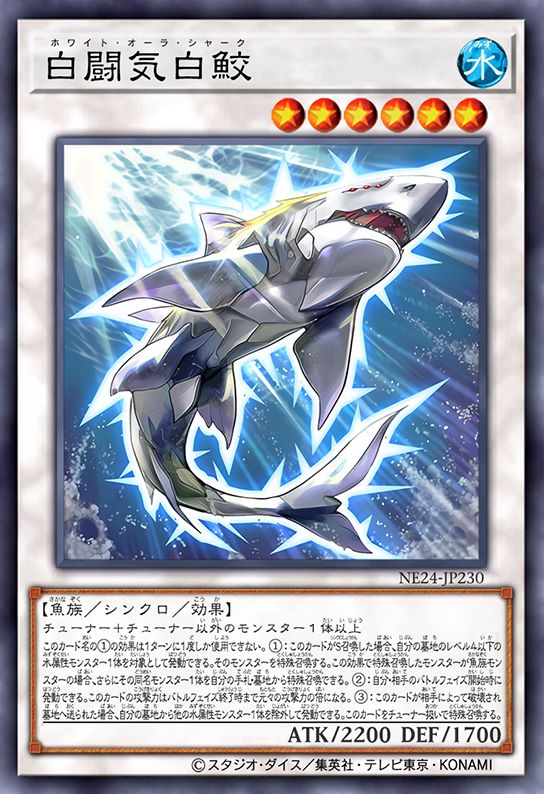 ホワイト・オーラ・シャーク
白闘気白鮫
みず
水
NE24-JP230
【魚族／シンクロ／効果】
チューナー＋チューナー以外のモンスター１体以上
このカード名の①の効果は1ターンに1度しか使用できない。①：このカードがS召喚した場合、自分の墓地のレベル4以下の
水属性モンスター1体を対象として発動できる。そのモンスターを特殊召喚する。この効果で特殊召喚したモンスターが魚族モンス
ターの場合、さらにその同名モンスター1体を自分の手札・墓地から特殊召喚できる。②：自分・相手のバトルフェイズ開始時に
発動できる。このカードの攻撃力はバトルフェイズ終了時まで元々の攻撃力の倍になる。③：このカードが相手によって破壊され
墓地へ送られた場合、自分の墓地から他の水属性モンスター1体を除外して発動できる。このカードをチューナー扱いで特殊召喚する。
ATK/2200 DEF/1700
©スタジオ・ダイス／集英社・テレビ東京・KONAMI